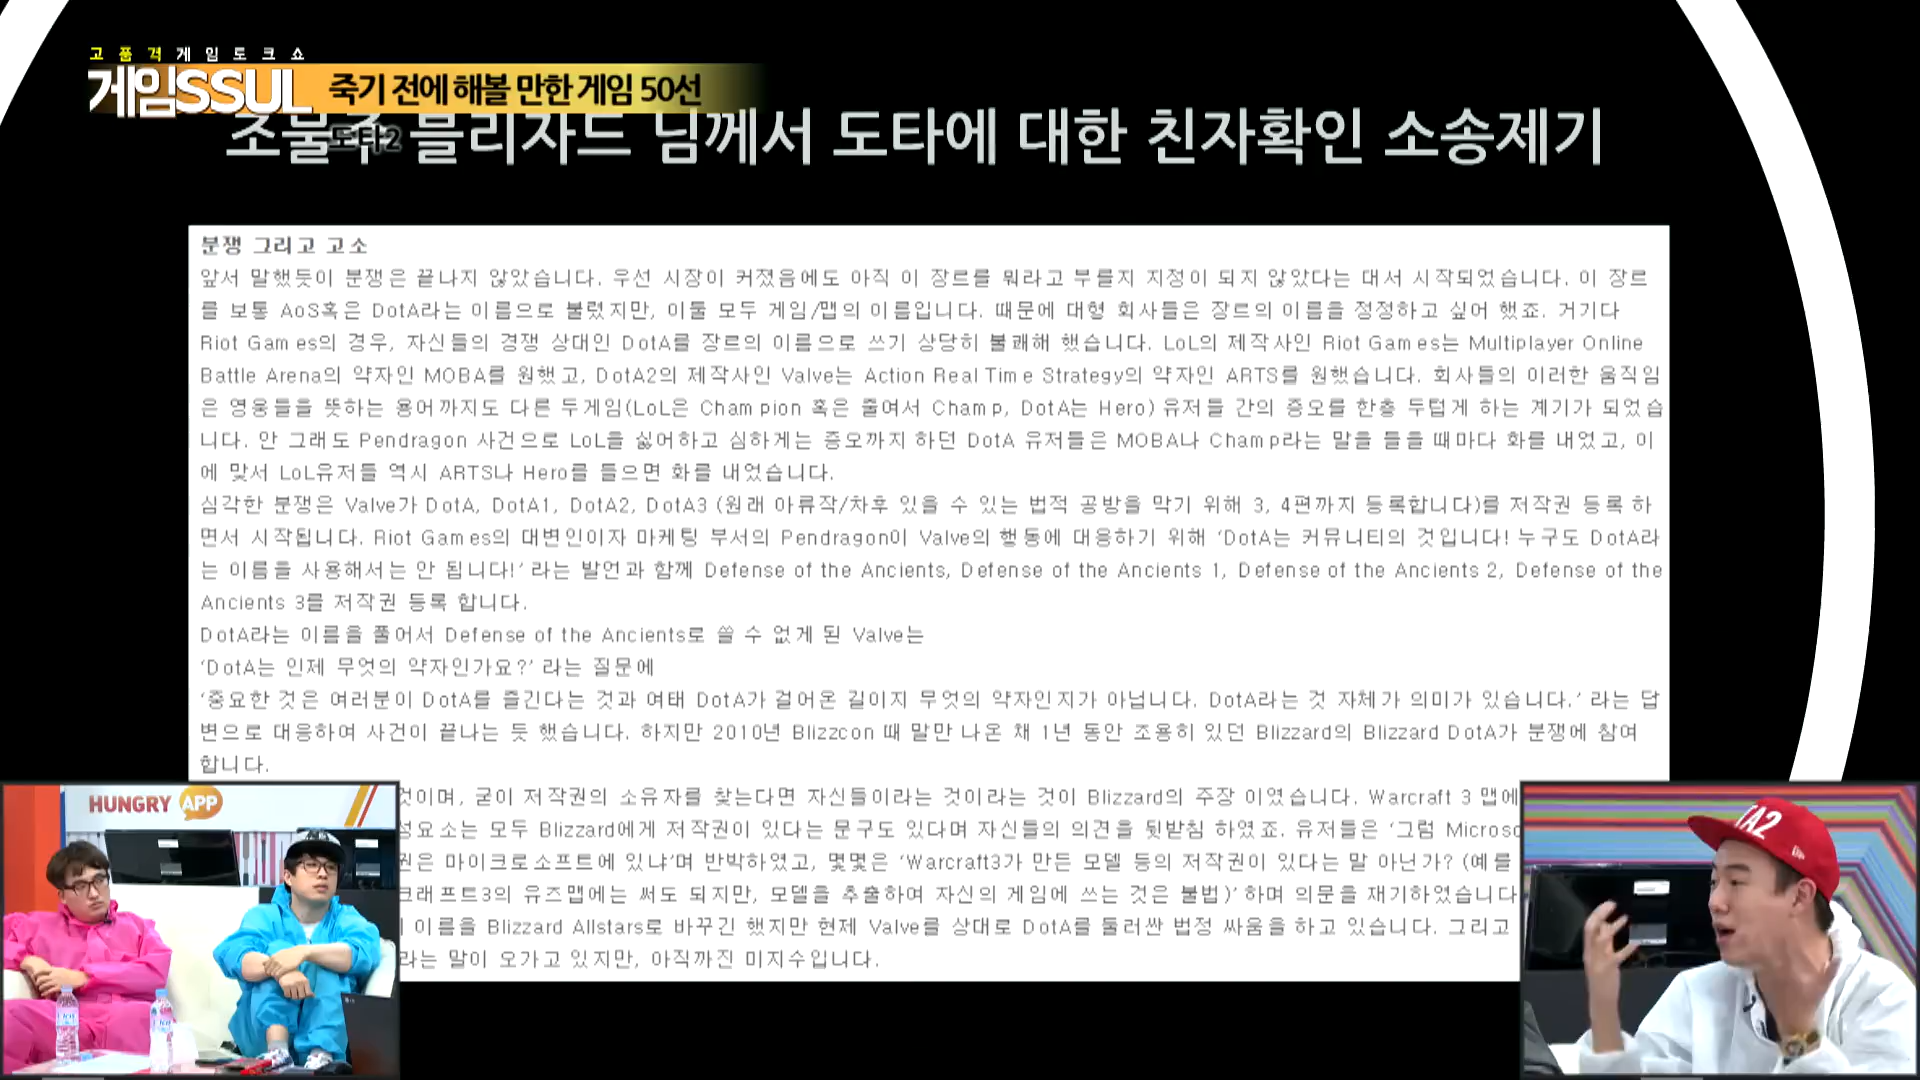 고품격게임토크쇼
게임SSUL 죽기 전에 해볼 만한 게임 50선
도타2
조물주 블리자드 님께서 도타에 대한 친자확인 소송제기
분쟁 그리고 고소
앞서 말했듯이 분쟁은 끝나지 않았습니다. 우선 시장이 커졌음에도 아직 이 장르를 뭐라고 부를지 지정이 되지 않았다는 대서 시작되었습니다. 이 장르
를 보통 AoS혹은 DotA라는 이름으로 불렀지만, 이둘 모두 게임/맵의 이름입니다. 때문에 대형 회사들은 장르의 이름을 정정하고 싶어 했죠. 거기다
Riot Games의 경우, 자신들의 경쟁 상대인 DotA를 장르의 이름으로 쓰기 상당히 불쾌해 했습니다. LoL의 제작사인 Riot Games는 Multiplayer Online
Battle Arena의 약자인 MOBA를 원했고, DotA2의 제작사인 Valve는 Action Real Time Strategy의 약자인 ARTS를 원했습니다. 회사들의 이러한 움직임
은 영웅들을 뜻하는 용어까지도 다른 두게임(LoL은 Champion 혹은 줄여서 Champ, DotA는 Hero) 유저들 간의 증오를 한층 두텁게 하는 계기가 되었습
니다. 안 그래도 Pendragon 사건으로 LoL을 싫어하고 심하게는 증오까지 하던 DotA 유저들은 MOBA나 Champ라는 말을 들을 때마다 화를 내었고, 이
에 맞서 LoL유저들 역시 ARTS나 Hero를 들으면 화를 내었습니다.
심각한 분쟁은 Valve가 DotA, DotA1, DotA2, DotA3 (원래 아류작/차후 있을 수 있는 법적 공방을 막기 위해 3, 4편까지 등록합니다)를 저작권 등록 하
면서 시작됩니다. Riot Games의 대변인이자 마케팅 부서의 Pendragon이 Valve의 행동에 대응하기 위해 ‘DotA는 커뮤니티의 것입니다! 누구도 DotA라
는 이름을 사용해서는 안 됩니다!’ 라는 발언과 함께 Defense of the Ancients, Defense of the Ancients 1, Defense of the Ancients 2, Defense of the
Ancients 3를 저작권 등록 합니다.
DotA라는 이름을 풀어서 Defense of the Ancients로 쓸 수 없게 된 Valve는
‘DotA는 인제 무엇의 약자인가요?’ 라는 질문에
‘중요한 것은 여러분이 DotA를 즐긴다는 것과 여태 DotA가 걸어온 길이지 무엇의 약자인지가 아닙니다. DotA라는 것 자체가 의미가 있습니다.’ 라는 답
변으로 대응하여 사건이 끝나는 듯 했습니다. 하지만 2010년 Blizzcon 때 말만 나온 채 1년 동안 조용히 있던 Blizzard의 Blizzard DotA가 분쟁에 참여
합니다.
것이며, 굳이 저작권의 소유자를 찾는다면 자신들이라는 것이라는 것이 Blizzard의 주장 이였습니다. Warcraft 3 맵에
성요소는 모두 Blizzard에게 저작권이 있다는 문구도 있다며 자신들의 의견을 뒷받침 하였죠. 유저들은 ‘그럼 Microso
권은 마이크로소프트에 있냐’며 반박하였고, 몇몇은 ‘Warcraft3가 만든 모델 등의 저작권이 있다는 말 아닌가? (예를
크래프트3의 유즈맵에는 써도 되지만, 모델을 추출하여 자신의 게임에 쓰는 것은 불법)’ 하며 의문을 재기하였습니다
이름을 Blizzard Allstars로 바꾸긴 했지만 현제 Valve를 상대로 DotA를 둘러싼 법정 싸움을 하고 있습니다. 그리고
라는 말이 오가고 있지만, 아직까진 미지수입니다.
HUNGRY APP
TA2